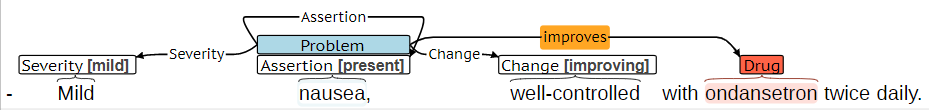 Assertion
Problem
improves
Severity
Change
Severity [mild]
Assertion [present]
Change [improving]
Drug
- Mild nausea, well-controlled with ondansetron twice daily.